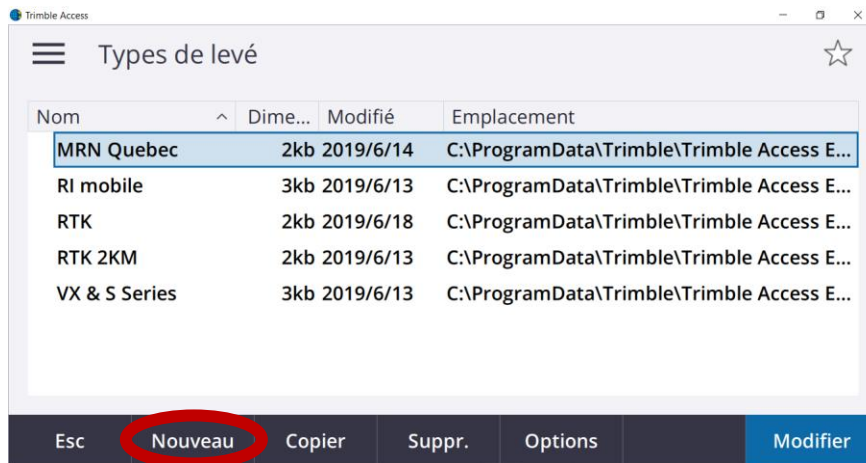 Trimble Access
Types de levé
Nom Dime... Modifié Emplacement
MRN Quebec 2kb 2019/6/14 C:\ProgramData\Trimble\Trimble Access E...
RI mobile 3kb 2019/6/13 C:\ProgramData\Trimble\Trimble Access E...
RTK 2kb 2019/6/18 C:\ProgramData\Trimble\Trimble Access E...
RTK 2KM 2kb 2019/6/13 C:\ProgramData\Trimble\Trimble Access E...
VX & S Series 3kb 2019/6/13 C:\ProgramData\Trimble\Trimble Access E...
Esc Nouveau Copier Suppr. Options Modifier